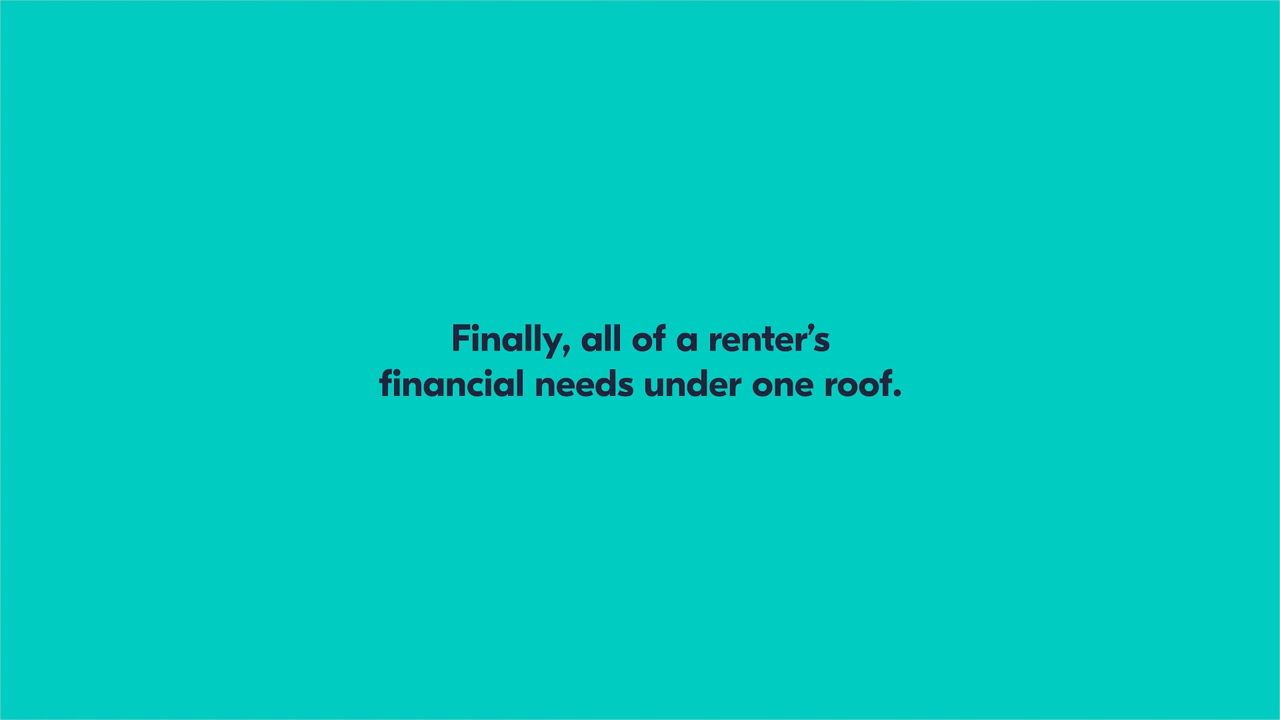 Finally, all of a renter’s
financial needs under one roof.